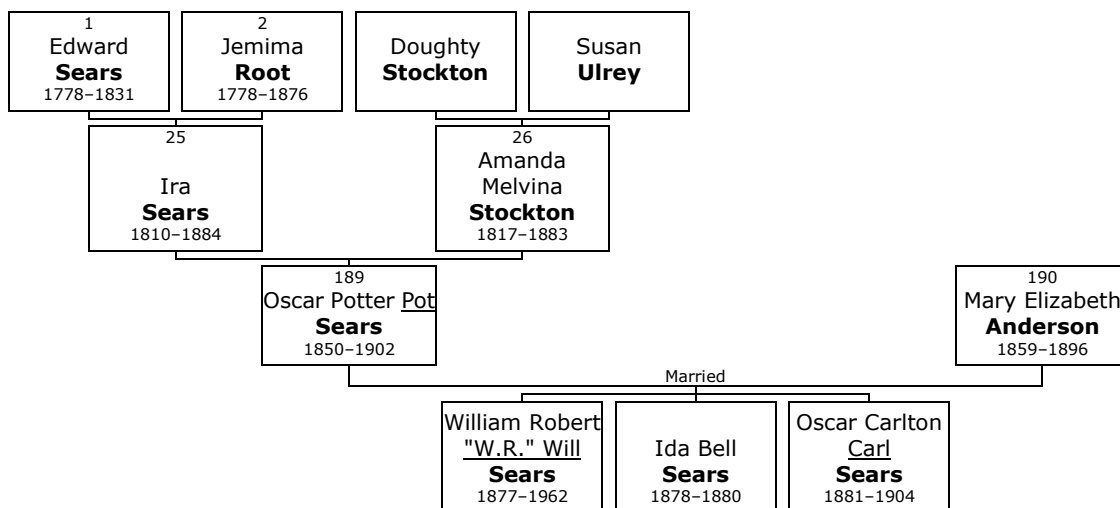 1
Edward
Sears
1778–1831
2
Jemima
Root
1778–1876
Doughty
Stockton
Susan
Ulrey
25
Ira
Sears
1810–1884
26
Amanda
Melvina
Stockton
1817–1883
189
Oscar Potter Pot
Sears
1850–1902
190
Mary Elizabeth
Anderson
1859–1896
Married
William Robert
"W.R." Will
Sears
1877–1962
Ida Bell
Sears
1878–1880
Oscar Carlton
Carl
Sears
1881–1904